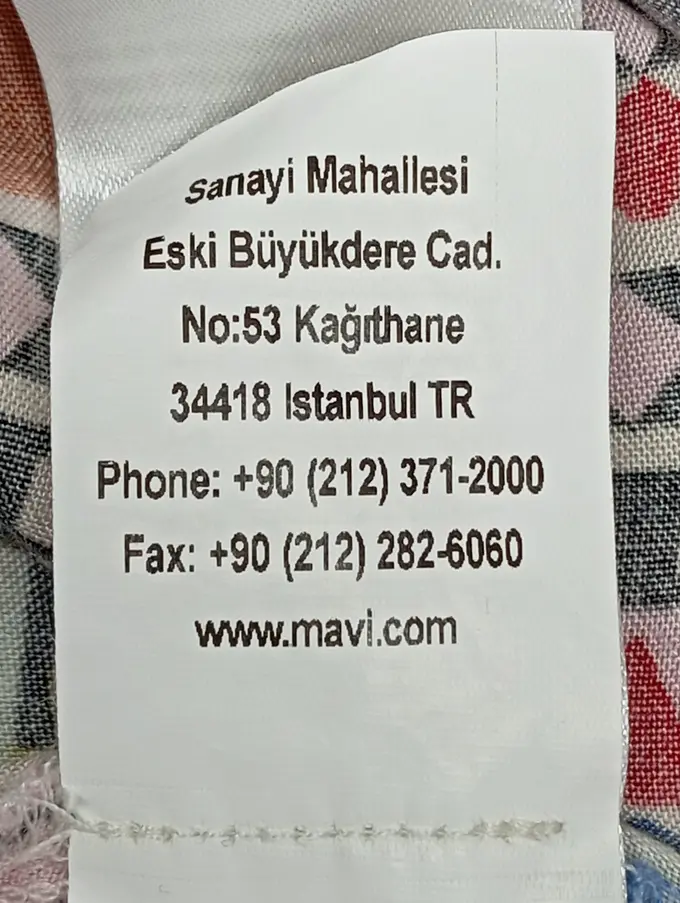 Sanayi Mahallesi
Eski Büyükdere Cad.
No:53 Kağıthane
34418 Istanbul TR
Phone: +90 (212) 371-2000
Fax: +90 (212) 282-6060
www.mavi.com